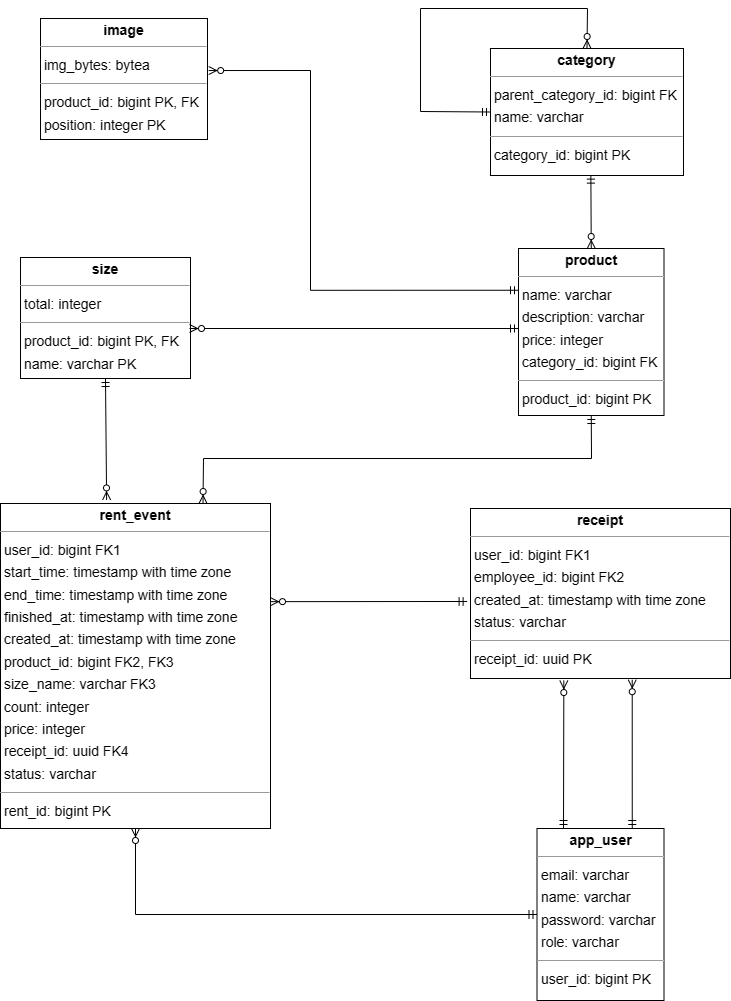 image
img_bytes: bytea
product_id: bigint PK, FK
position: integer PK
category
parent_category_id: bigint FK
name: varchar
category_id: bigint PK
size
total: integer
product_id: bigint PK, FK
name: varchar PK
product
name: varchar
description: varchar
price: integer
category_id: bigint FK
product_id: bigint PK
rent_event
user_id: bigint FK1
start_time: timestamp with time zone
end_time: timestamp with time zone
finished_at: timestamp with time zone
created_at: timestamp with time zone
product_id: bigint FK2, FK3
size_name: varchar FK3
count: integer
price: integer
receipt_id: uuid FK4
status: varchar
rent_id: bigint PK
receipt
user_id: bigint FK1
employee_id: bigint FK2
created_at: timestamp with time zone
status: varchar
receipt_id: uuid PK
app_user
email: varchar
name: varchar
password: varchar
role: varchar
user_id: bigint PK